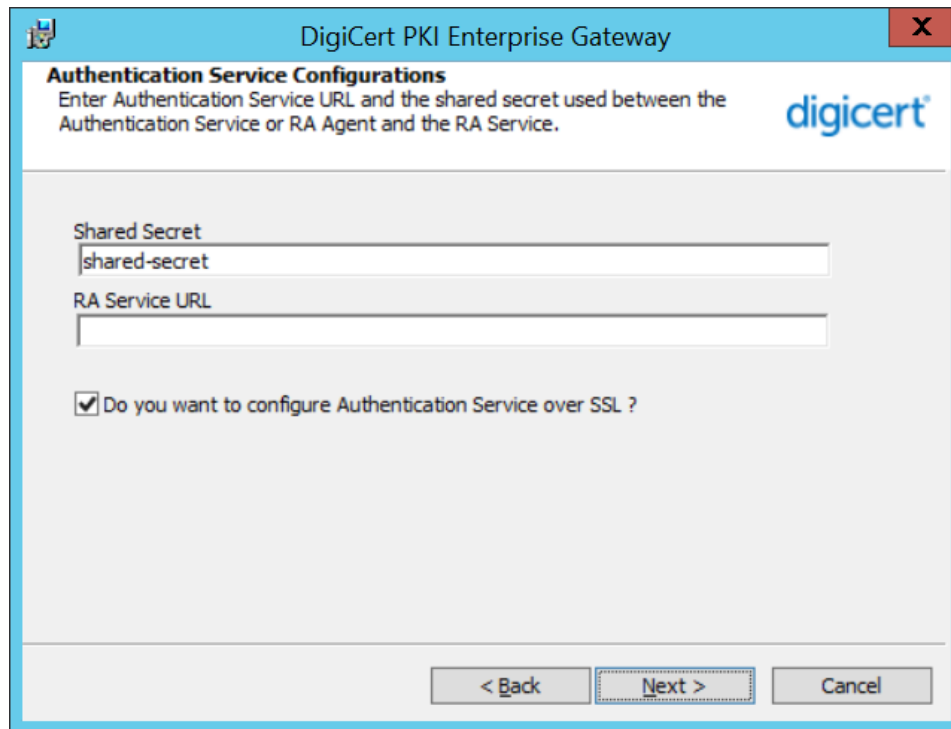 DigiCert PKI Enterprise Gateway
X
Authentication Service Configurations
Enter Authentication Service URL and the shared secret used between the
Authentication Service or RA Agent and the RA Service.
digicert®
Shared Secret
shared-secret
RA Service URL
Do you want to configure Authentication Service over SSL ?
< Back
Next >
Cancel